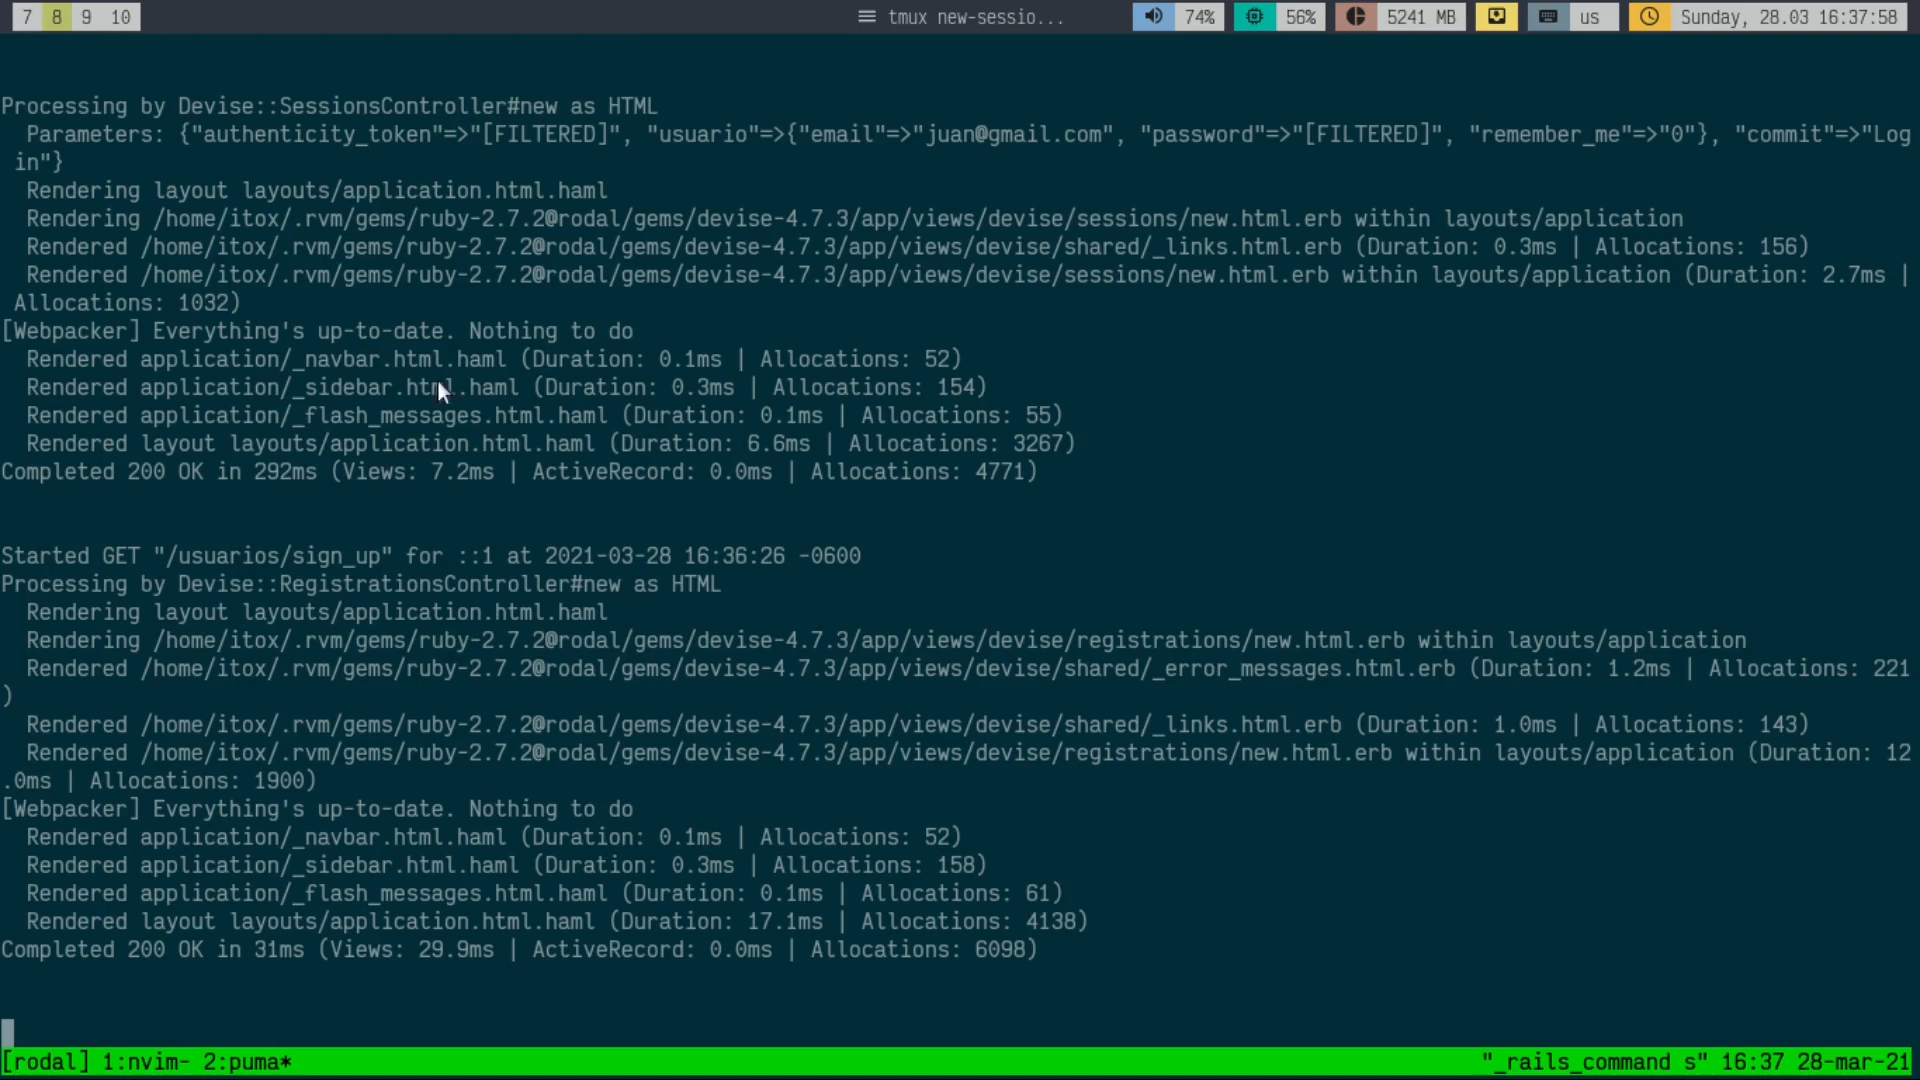 7 8 9 10 tmux new-sessio... 74% 56% 5241 MB us Sunday, 28.03 16:37:58
Processing by Devise::SessionsController#new as HTML
  Parameters: {"authenticity_token"=>"[FILTERED]", "usuario"=>{"email"=>"juan@gmail.com", "password"=>"[FILTERED]", "remember_me"=>"0"}, "commit"=>"Log
 in"}
  Rendering layout layouts/application.html.haml
  Rendering /home/itox/.rvm/gems/ruby-2.7.2@rodal/gems/devise-4.7.3/app/views/devise/sessions/new.html.erb within layouts/application
  Rendered /home/itox/.rvm/gems/ruby-2.7.2@rodal/gems/devise-4.7.3/app/views/devise/shared/_links.html.erb (Duration: 0.3ms | Allocations: 156)
  Rendered /home/itox/.rvm/gems/ruby-2.7.2@rodal/gems/devise-4.7.3/app/views/devise/sessions/new.html.erb within layouts/application (Duration: 2.7ms |
 Allocations: 1032)
[Webpacker] Everything's up-to-date. Nothing to do
  Rendered application/_navbar.html.haml (Duration: 0.1ms | Allocations: 52)
  Rendered application/_sidebar.html.haml (Duration: 0.3ms | Allocations: 154)
  Rendered application/_flash_messages.html.haml (Duration: 0.1ms | Allocations: 55)
  Rendered layout layouts/application.html.haml (Duration: 6.6ms | Allocations: 3267)
Completed 200 OK in 292ms (Views: 7.2ms | ActiveRecord: 0.0ms | Allocations: 4771)
Started GET "/usuarios/sign_up" for ::1 at 2021-03-28 16:36:26 -0600
Processing by Devise::RegistrationsController#new as HTML
  Rendering layout layouts/application.html.haml
  Rendering /home/itox/.rvm/gems/ruby-2.7.2@rodal/gems/devise-4.7.3/app/views/devise/registrations/new.html.erb within layouts/application
  Rendered /home/itox/.rvm/gems/ruby-2.7.2@rodal/gems/devise-4.7.3/app/views/devise/shared/_error_messages.html.erb (Duration: 1.2ms | Allocations: 221
)
  Rendered /home/itox/.rvm/gems/ruby-2.7.2@rodal/gems/devise-4.7.3/app/views/devise/shared/_links.html.erb (Duration: 1.0ms | Allocations: 143)
  Rendered /home/itox/.rvm/gems/ruby-2.7.2@rodal/gems/devise-4.7.3/app/views/devise/registrations/new.html.erb within layouts/application (Duration: 12
.0ms | Allocations: 1900)
[Webpacker] Everything's up-to-date. Nothing to do
  Rendered application/_navbar.html.haml (Duration: 0.1ms | Allocations: 52)
  Rendered application/_sidebar.html.haml (Duration: 0.3ms | Allocations: 158)
  Rendered application/_flash_messages.html.haml (Duration: 0.1ms | Allocations: 61)
  Rendered layout layouts/application.html.haml (Duration: 17.1ms | Allocations: 4138)
Completed 200 OK in 31ms (Views: 29.9ms | ActiveRecord: 0.0ms | Allocations: 6098)
[rodal] 1:nvim- 2:puma* "_rails_command s" 16:37 28-mar-21